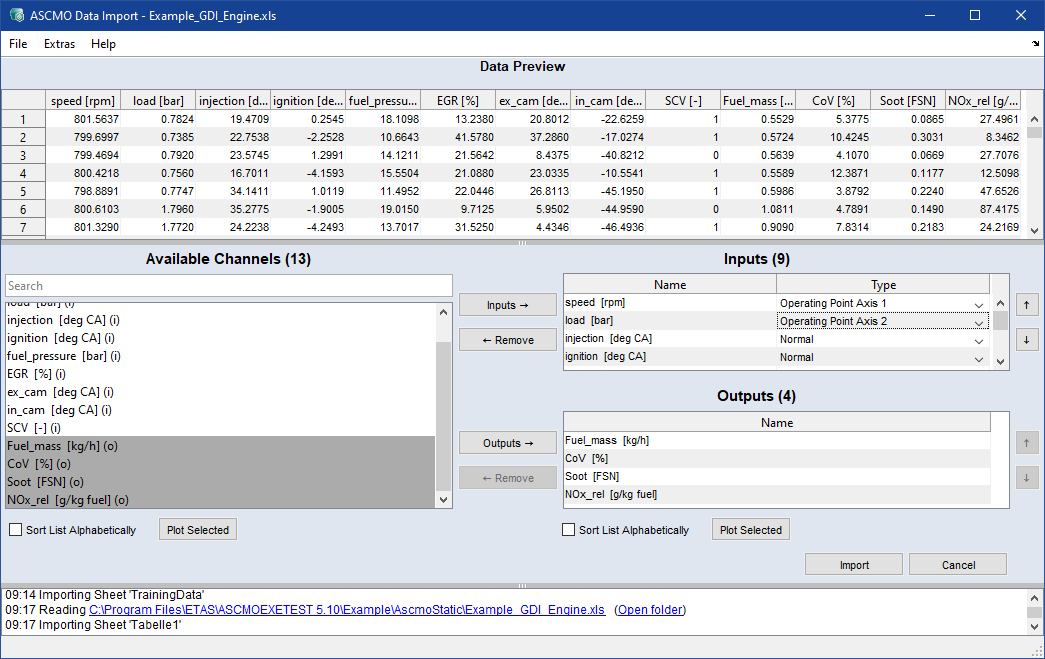 ASCMO Data Import - Example_GDI_Engine.xls
File Extras Help
Data Preview
speed [rpm] load [bar] injection [d... ignition [de... fuel_pressu... EGR [%] ex_cam [de... in_cam [de... SCV [-] Fuel_mass [... CoV [%] Soot [FSN] NOx_rel [g/...
1 801.5637 0.7824 19.4709 0.2545 18.1098 13.2380 20.8012 -22.6259 1 0.5529 5.3775 0.0865 27.4961
2 799.6997 0.7385 22.7538 -2.2528 10.6643 41.5780 37.2860 -17.0274 1 0.5724 10.4245 0.3031 8.3462
3 799.4694 0.7920 23.5745 1.2991 14.1211 21.5642 8.4375 -40.8212 0 0.5639 4.1070 0.0669 27.7076
4 800.4218 0.7560 16.7011 -4.1593 15.5504 21.0880 23.0335 -10.5541 1 0.5589 12.3871 0.1177 12.5098
5 798.8891 0.7747 34.1411 1.0119 11.4952 22.0446 26.8113 -45.1950 1 0.5986 3.8792 0.2240 47.6526
6 800.6103 1.7960 35.2775 -1.9005 19.0150 9.7125 5.9502 -44.9590 0 1.0811 4.7891 0.1490 87.4175
7 801.3290 1.7720 24.2238 -4.2493 13.7017 31.5250 4.4346 -46.4936 1 0.9090 7.8314 0.2183 24.2169
Available Channels (13)
Search
load [bar] (i)
injection [deg CA] (i)
ignition [deg CA] (i)
fuel_pressure [bar] (i)
EGR [%] (i)
ex_cam [deg CA] (i)
in_cam [deg CA] (i)
SCV [-] (i)
Fuel_mass [kg/h] (o)
CoV [%] (o)
Soot [FSN] (o)
NOx_rel [g/kg fuel] (o)
Sort List Alphabetically Plot Selected
Inputs →
← Remove
Outputs →
← Remove
Inputs (9)
Name Type
speed [rpm] Operating Point Axis 1
load [bar] Operating Point Axis 2
injection [deg CA] Normal
ignition [deg CA] Normal
↑
↓
Outputs (4)
Name
Fuel_mass [kg/h]
CoV [%]
Soot [FSN]
NOx_rel [g/kg fuel]
↑
↓
Sort List Alphabetically Plot Selected
Import Cancel
09:14 Importing Sheet 'TrainingData'
09:17 Reading C:\Program Files\ETAS\ASCMOEXETEST 5.10\Example\AscmoStatic\Example_GDI_Engine.xls (Open folder)
09:17 Importing Sheet 'Tabelle1'